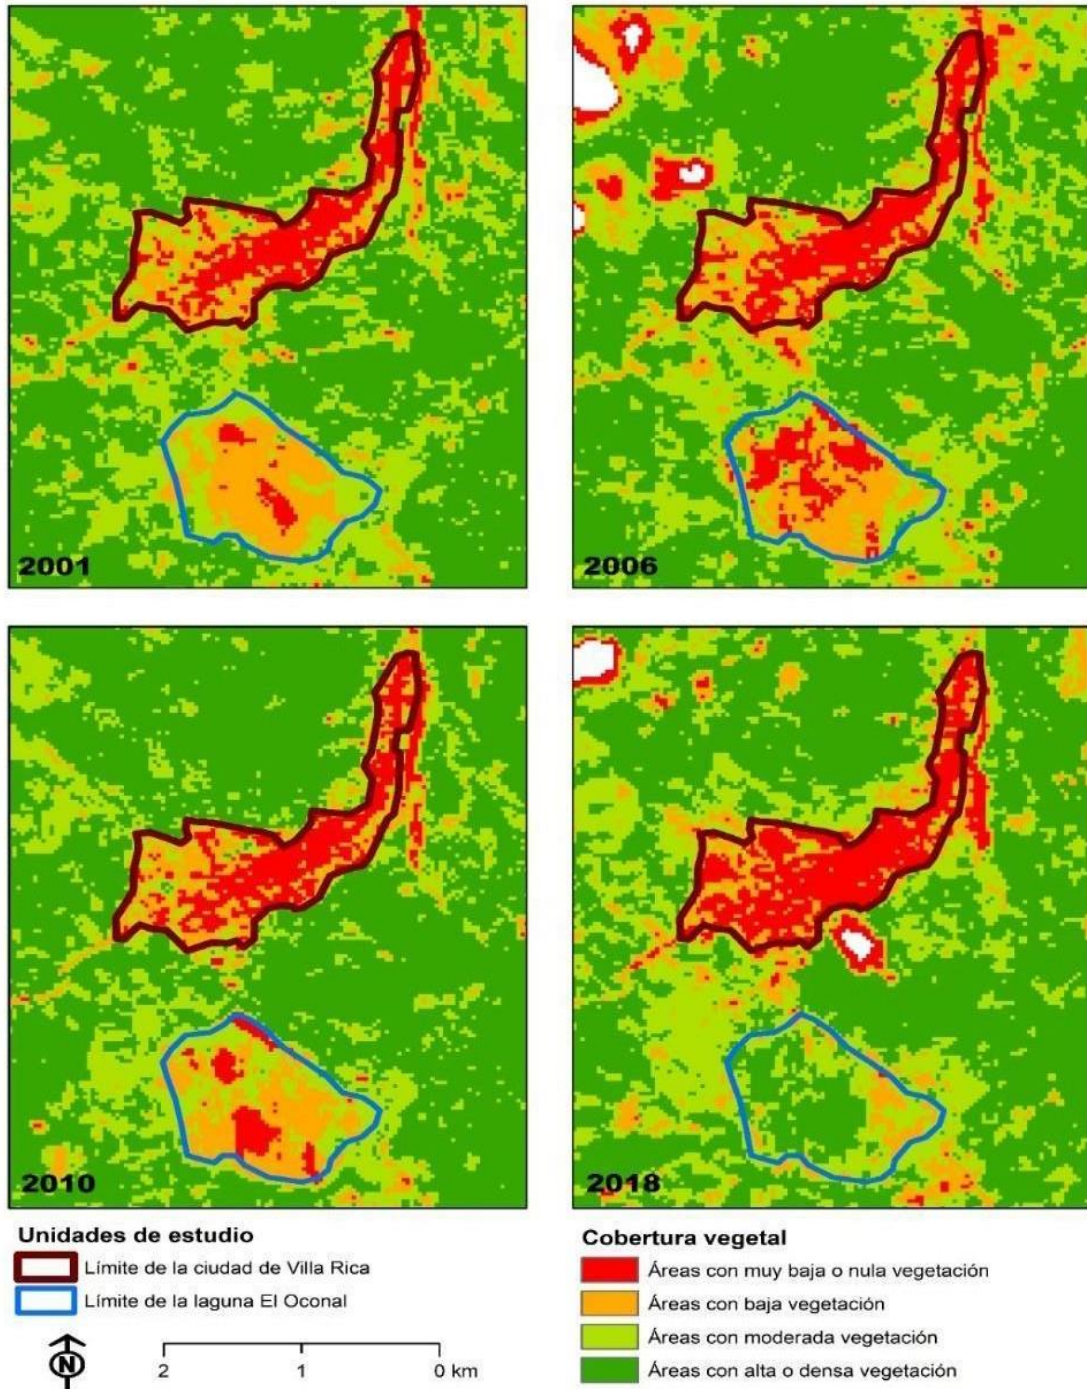 2001
2006
2010
2018
Unidades de estudio
Límite de la ciudad de Villa Rica
Límite de la laguna El Oconal
N
2 1 0 km
Cobertura vegetal
Áreas con muy baja o nula vegetación
Áreas con baja vegetación
Áreas con moderada vegetación
Áreas con alta o densa vegetación